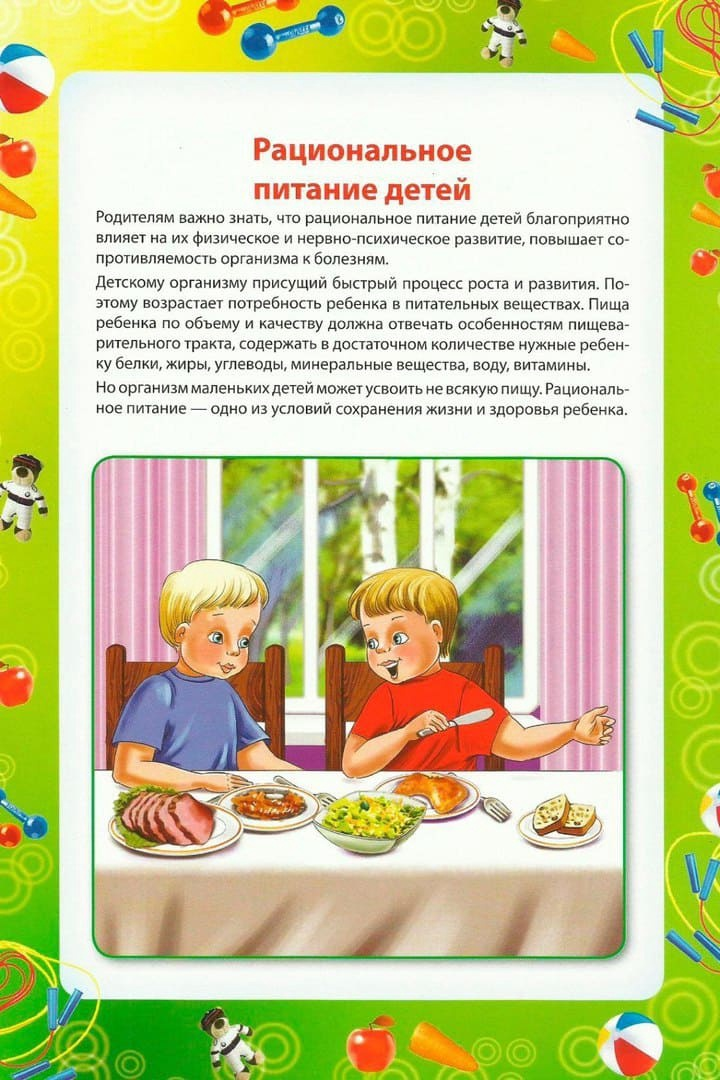 Рациональное
питание детей
Родителям важно знать, что рациональное питание детей благоприятно
влияет на их физическое и нервно-психическое развитие, повышает со-
противляемость организма к болезням.
Детскому организму присущий быстрый процесс роста и развития. По-
этому возрастает потребность ребенка в питательных веществах. Пища
ребенка по объему и качеству должна отвечать особенностям пищева-
рительного тракта, содержать в достаточном количестве нужные ребен-
ку белки, жиры, углеводы, минеральные вещества, воду, витамины.
Но организм маленьких детей может усвоить не всякую пищу. Рациональ-
ное питание — одно из условий сохранения жизни и здоровья ребенка.